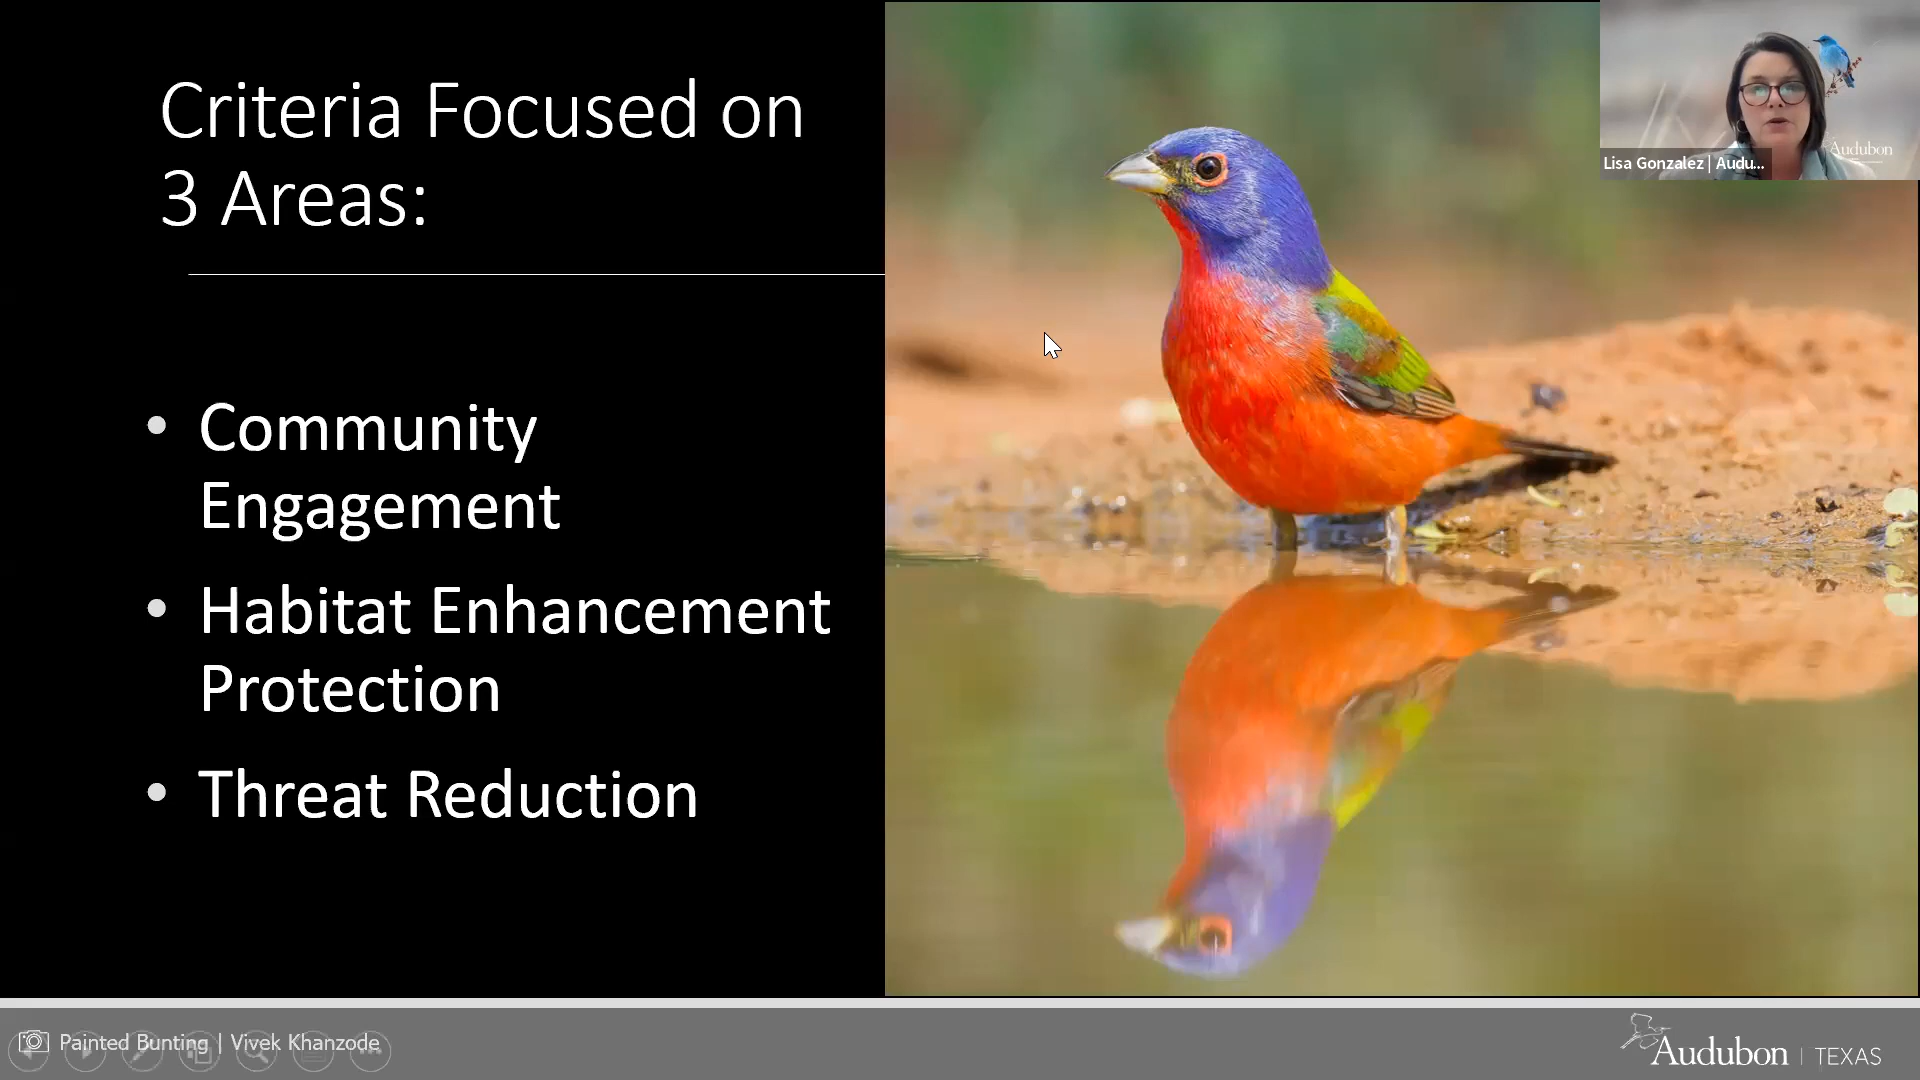 Criteria Focused on
3 Areas:
• Community
Engagement
• Habitat Enhancement
Protection
• Threat Reduction
Audubon
Lisa Gonzalez | Audu...
Painted Bunting | Vivek Khanzode
Audubon | TEXAS